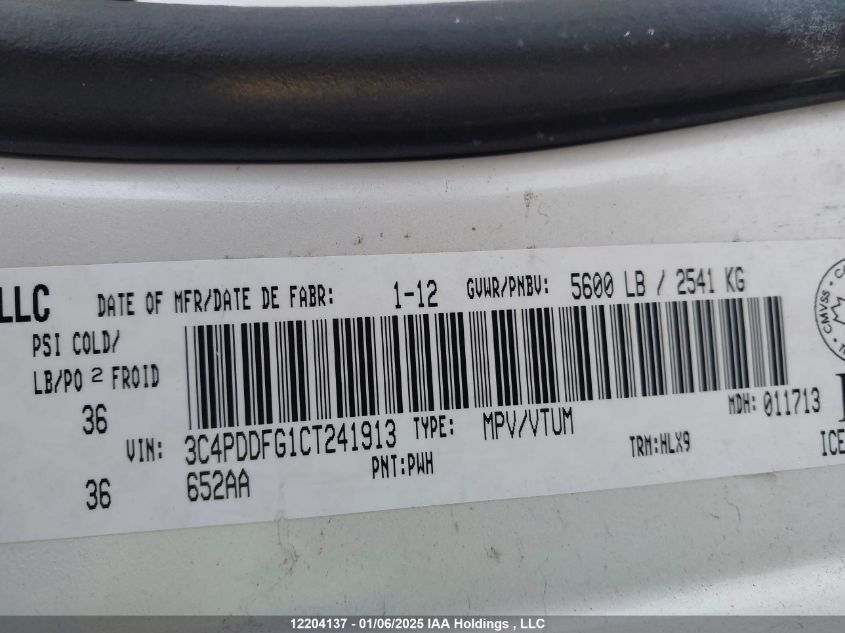 LLC DATE OF MFR/DATE DE FABR: 1-12 GVWR/PNBV: 5600 LB / 2541 KG
PSI COLD/
LB/PO 2 FROID
36
VIN: 3C4PDDFG1CT241913 TYPE: MPV/VTUM MDH: 011713
36 652AA PNT:PWH TRM:HLX9 ICE
CMVSS
12204137 - 01/06/2025 IAA Holdings , LLC